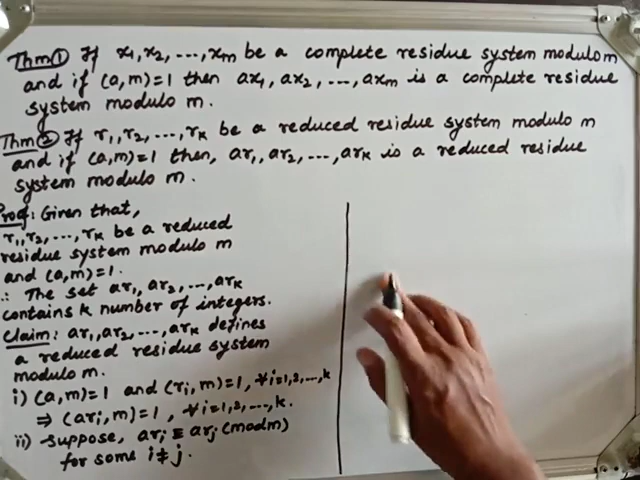 Thm① If x₁, x₂, ..., xₘ be a complete residue system modulo m
and if (a, m)=1 then ax₁, ax₂, ..., axₘ is a complete residue
system modulo m.
Thm② If r₁, r₂, ..., rₖ be a reduced residue system modulo m
and if (a, m)=1 then, ar₁, ar₂, ..., arₖ is a reduced residue
system modulo m.
Proof: Given that,
r₁, r₂, ..., rₖ be a reduced
residue system modulo m
and (a, m)=1.
∴ The set ar₁, ar₂, ..., arₖ
contains k number of integers.
Claim: ar₁, ar₂, ..., arₖ defines
a reduced residue system
modulo m.
i) (a, m)=1 and (rᵢ, m)=1, ∀i=1,2,...,k
⇒ (arᵢ, m)=1, ∀i=1,2,...,k.
ii) Suppose, arᵢ ≡ arⱼ (mod m)
for some i≠j.